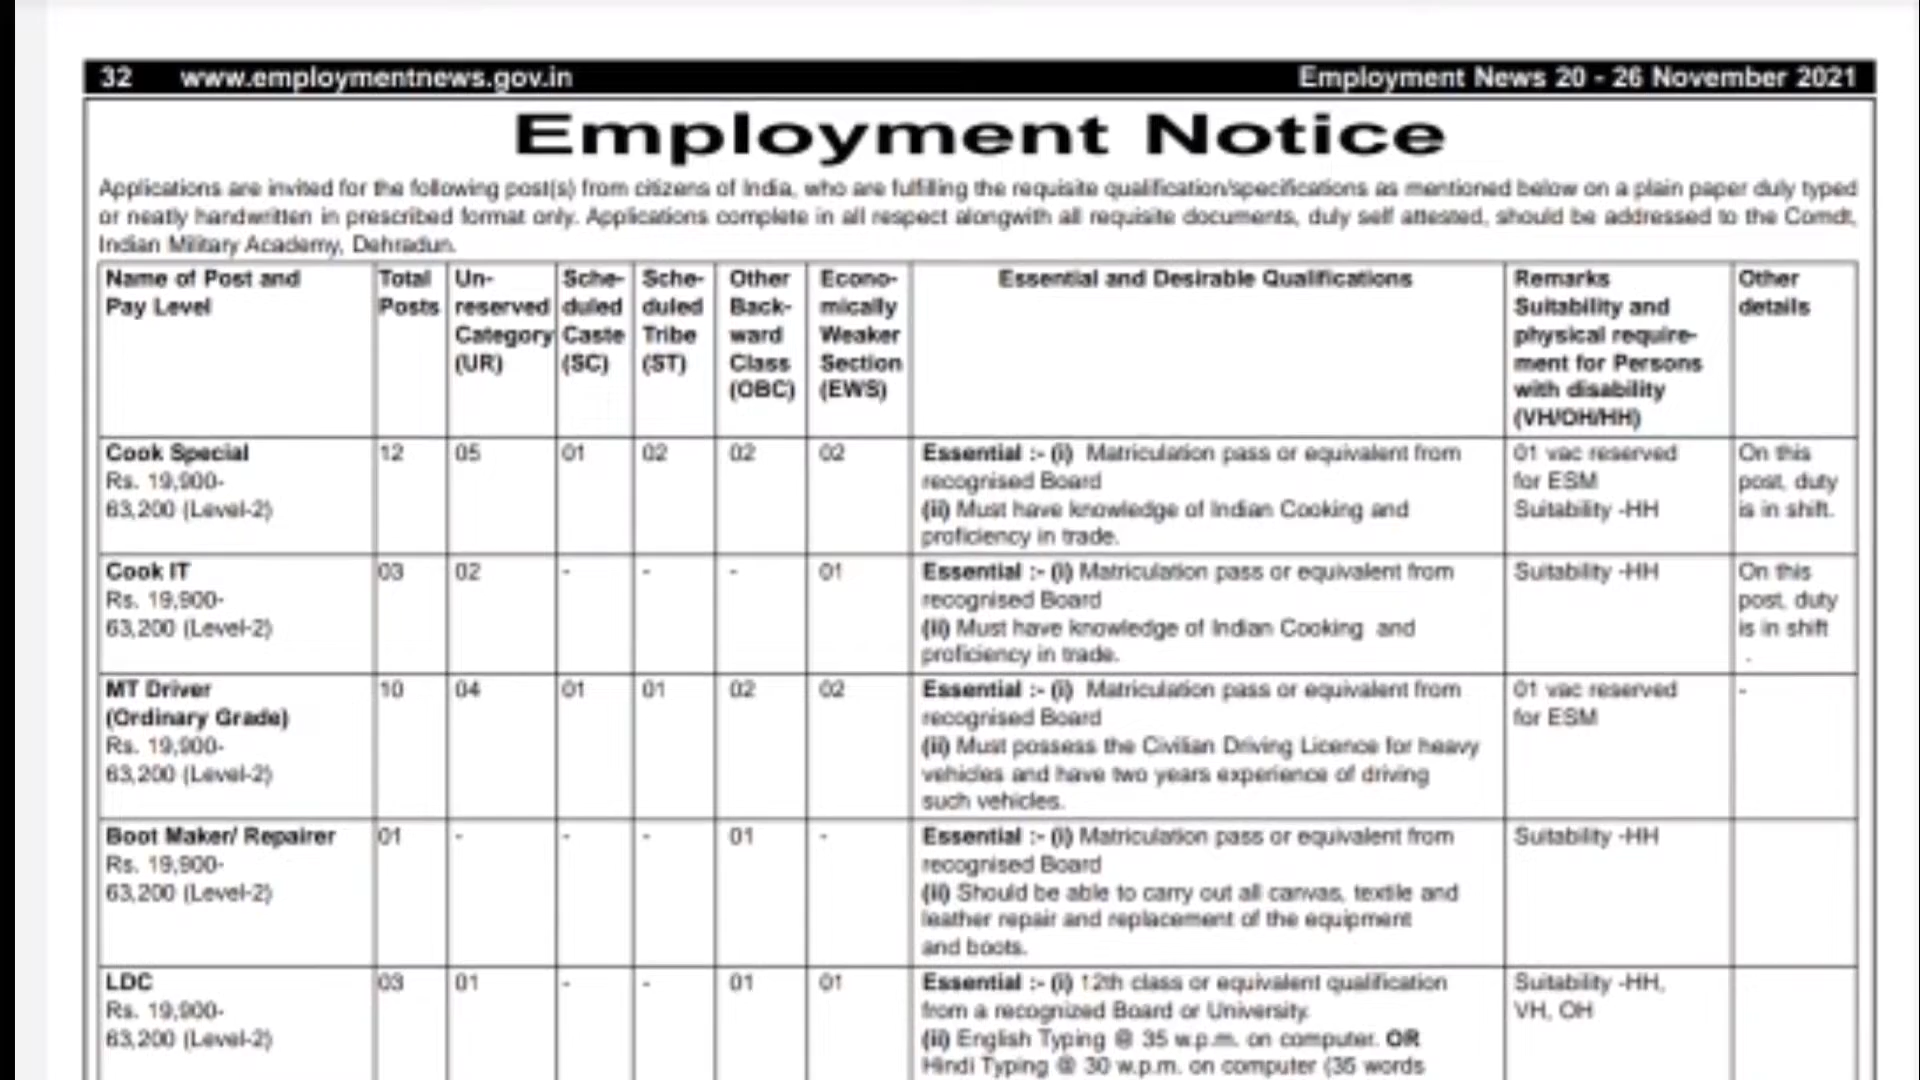 32 www.employmentnews.gov.in Employment News 20 - 26 November 2021
Employment Notice
Applications are invited for the following post(s) from citizens of India, who are fulfilling the requisite qualification/specifications as mentioned below on a plain paper duly typed
or neatly handwritten in prescribed format only. Applications complete in all respect alongwith all requisite documents, duly self attested, should be addressed to the Comdt,
Indian Military Academy, Dehradun.
Name of Post and
Pay Level
Total
Posts
Un-
reserved
Category
(UR)
Sche-
duled
Caste
(SC)
Sche-
duled
Tribe
(ST)
Other
Back-
ward
Class
(OBC)
Econo-
mically
Weaker
Section
(EWS)
Essential and Desirable Qualifications
Remarks
Suitability and
physical require-
ment for Persons
with disability
(VH/OH/HH)
Other
details
Cook Special
Rs. 19,900-
63,200 (Level-2)
12
05
01
02
02
02
Essential :- (i) Matriculation pass or equivalent from
recognised Board
(ii) Must have knowledge of Indian Cooking and
proficiency in trade.
01 vac reserved
for ESM
Suitability -HH
On this
post, duty
is in shift.
Cook IT
Rs. 19,900-
63,200 (Level-2)
03
02
-
-
-
01
Essential :- (i) Matriculation pass or equivalent from
recognised Board
(ii) Must have knowledge of Indian Cooking and
proficiency in trade.
Suitability -HH
On this
post, duty
is in shift
.
MT Driver
(Ordinary Grade)
Rs. 19,900-
63,200 (Level-2)
10
04
01
01
02
02
Essential :- (i) Matriculation pass or equivalent from
recognised Board
(ii) Must possess the Civilian Driving Licence for heavy
vehicles and have two years experience of driving
such vehicles.
01 vac reserved
for ESM
-
Boot Maker/ Repairer
Rs. 19,900-
63,200 (Level-2)
01
-
-
-
01
-
Essential :- (i) Matriculation pass or equivalent from
recognised Board
(ii) Should be able to carry out all canvas, textile and
leather repair and replacement of the equipment
and boots.
Suitability -HH
LDC
Rs. 19,900-
63,200 (Level-2)
03
01
-
-
01
01
Essential :- (i) 12th class or equivalent qualification
from a recognized Board or University.
(ii) English Typing @ 35 w.p.m. on computer. OR
Hindi Typing @ 30 w.p.m. on computer (35 words
Suitability -HH,
VH, OH